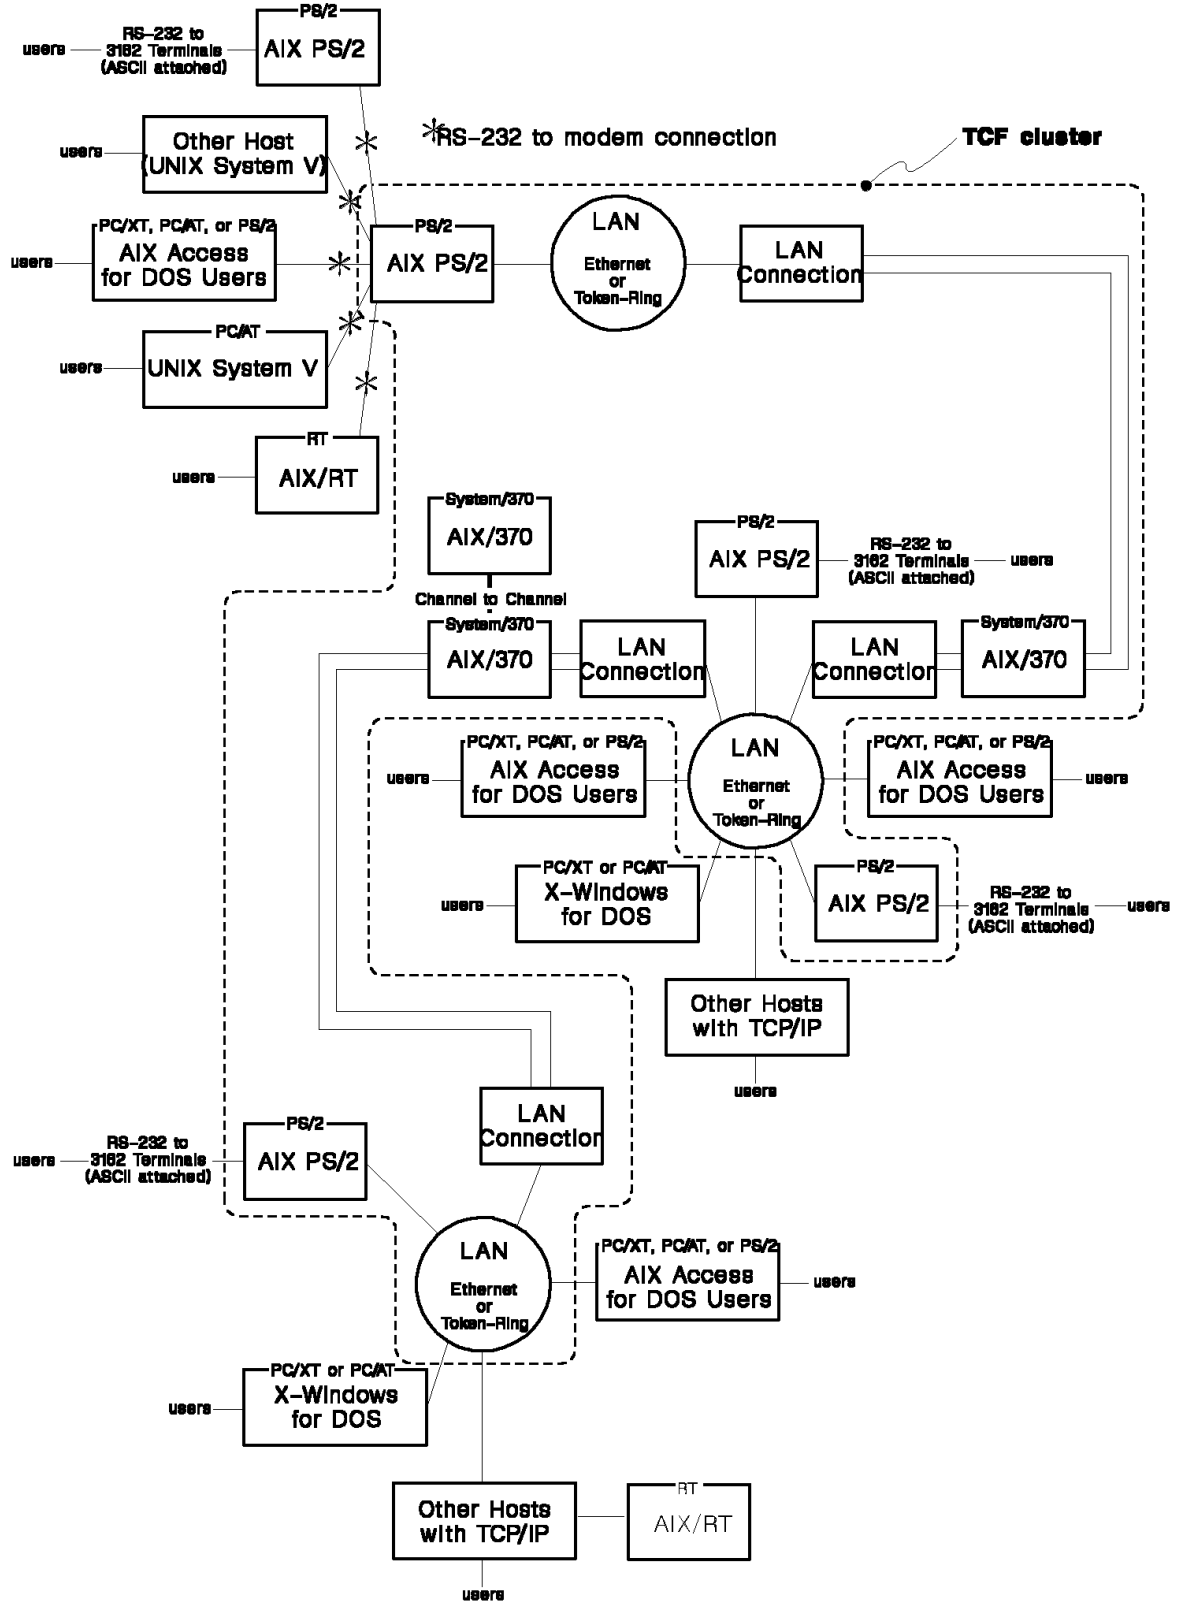 PS/2
AIX PS/2
users
RS-232 to
3162 Terminals
(ASCII attached)
Other Host
(UNIX System V)
users
*RS-232 to modem connection
TCF cluster
PC/XT, PC/AT, or PS/2
AIX Access
for DOS Users
users
PS/2
AIX PS/2
LAN
Ethernet
or
Token-Ring
LAN
Connection
PC/AT
UNIX System V
users
RT
AIX/RT
users
System/370
AIX/370
Channel to Channel
System/370
AIX/370
LAN
Connection
PS/2
AIX PS/2
RS-232 to
3162 Terminals
(ASCII attached)
users
LAN
Connection
System/370
AIX/370
PC/XT, PC/AT, or PS/2
AIX Access
for DOS Users
users
LAN
Ethernet
or
Token-Ring
PC/XT, PC/AT, or PS/2
AIX Access
for DOS Users
users
PC/XT or PC/AT
X-Windows
for DOS
users
PS/2
AIX PS/2
RS-232 to
3162 Terminals
(ASCII attached)
users
Other Hosts
with TCP/IP
users
LAN
Connection
PS/2
AIX PS/2
users
RS-232 to
3162 Terminals
(ASCII attached)
LAN
Ethernet
or
Token-Ring
PC/XT, PC/AT, or PS/2
AIX Access
for DOS Users
users
PC/XT or PC/AT
X-Windows
for DOS
users
Other Hosts
with TCP/IP
users
RT
AIX/RT